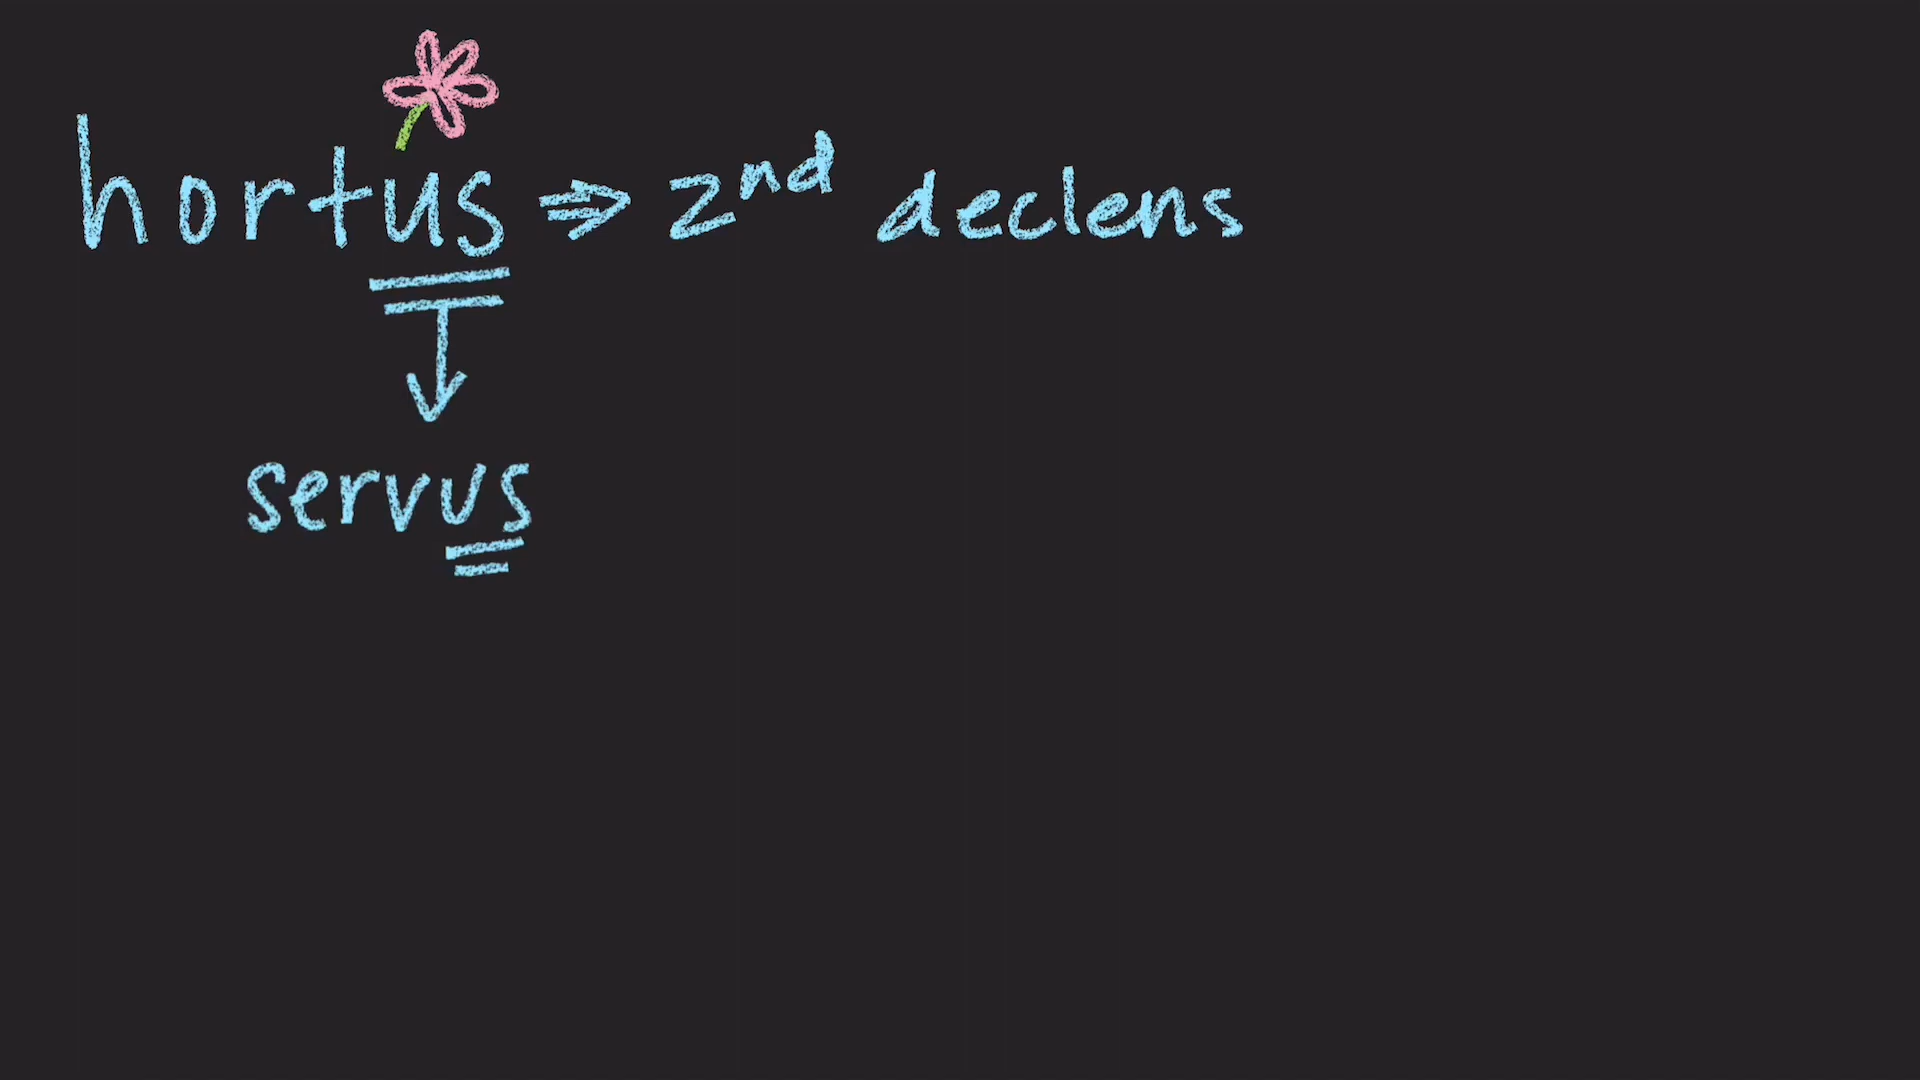 hortus ⇒ 2nd declens
servus